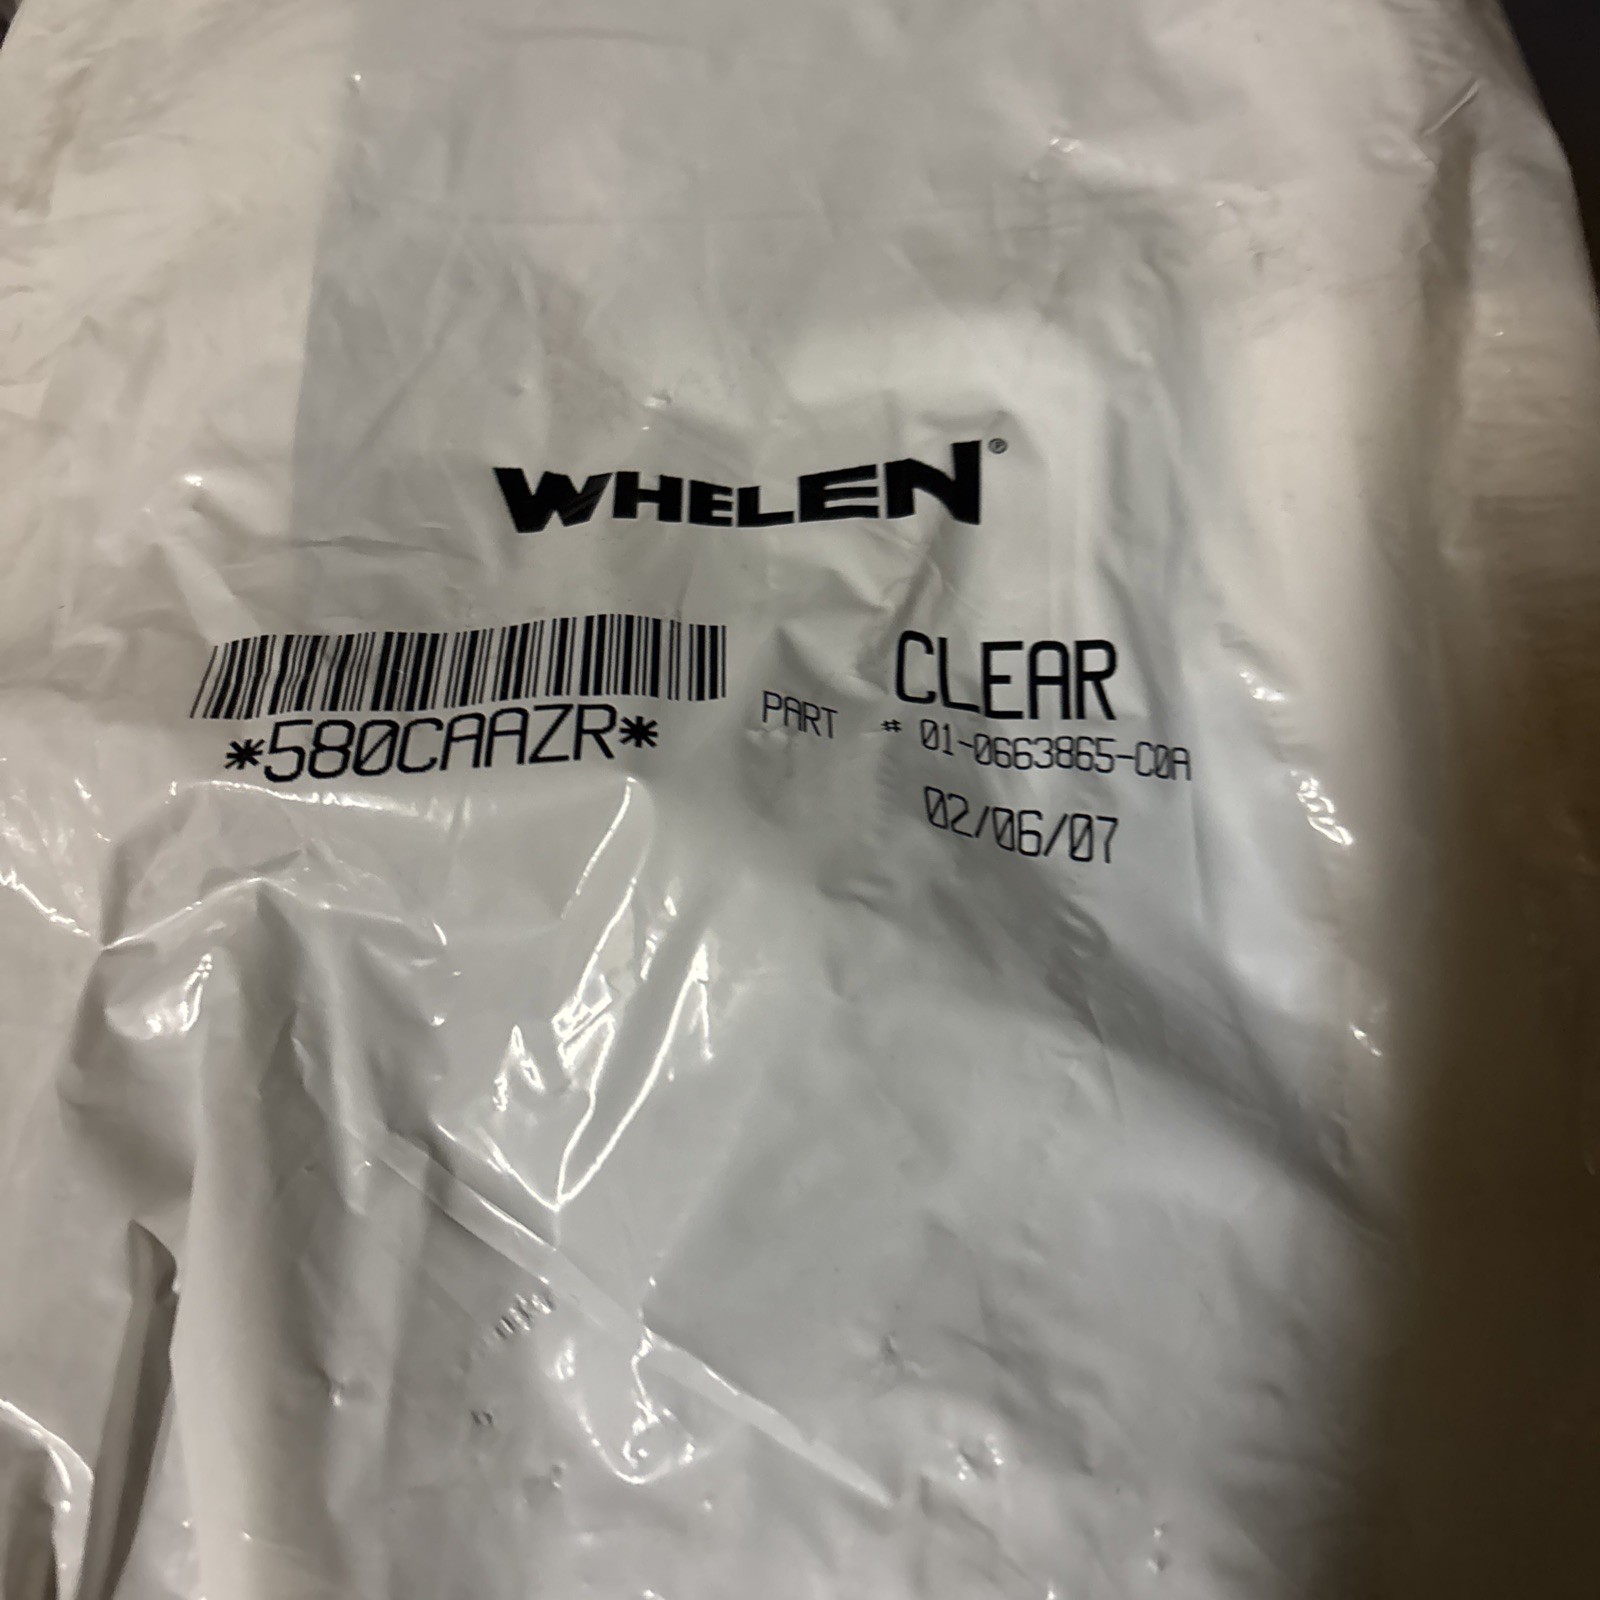 WHELEN®
*580CAAZR*
CLEAR
PART # 01-0663865-C0A
02/06/07